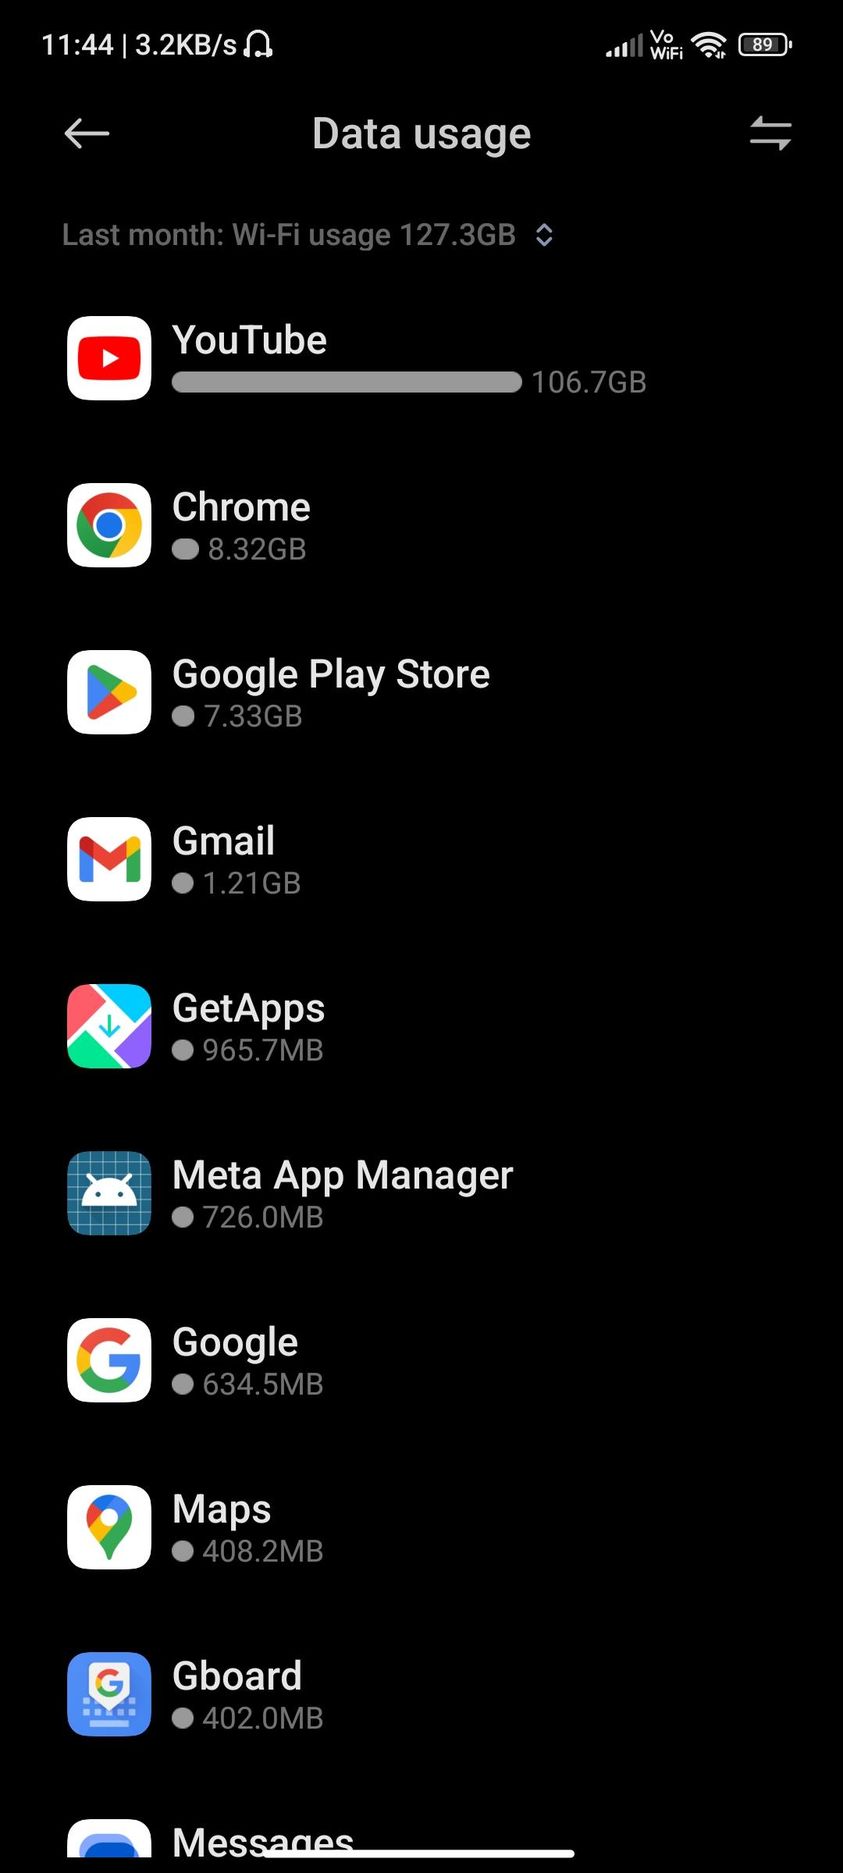 11:44 | 3.2KB/s Vo WiFi 89
Data usage
Last month: Wi-Fi usage 127.3GB
YouTube
106.7GB
Chrome
8.32GB
Google Play Store
7.33GB
Gmail
1.21GB
GetApps
965.7MB
Meta App Manager
726.0MB
Google
634.5MB
Maps
408.2MB
Gboard
402.0MB
Messages